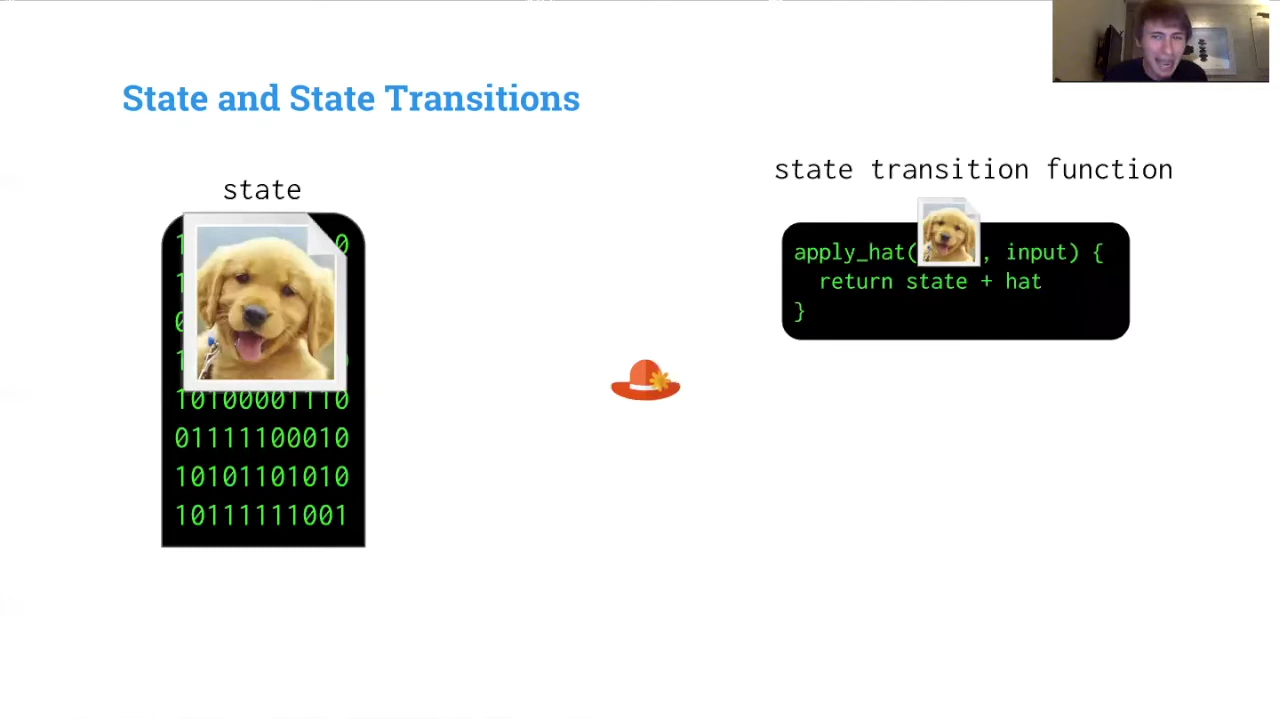 State and State Transitions
state
state transition function
apply_hat( , input) {
return state + hat
}
10100001110
01111100010
10101101010
10111111001